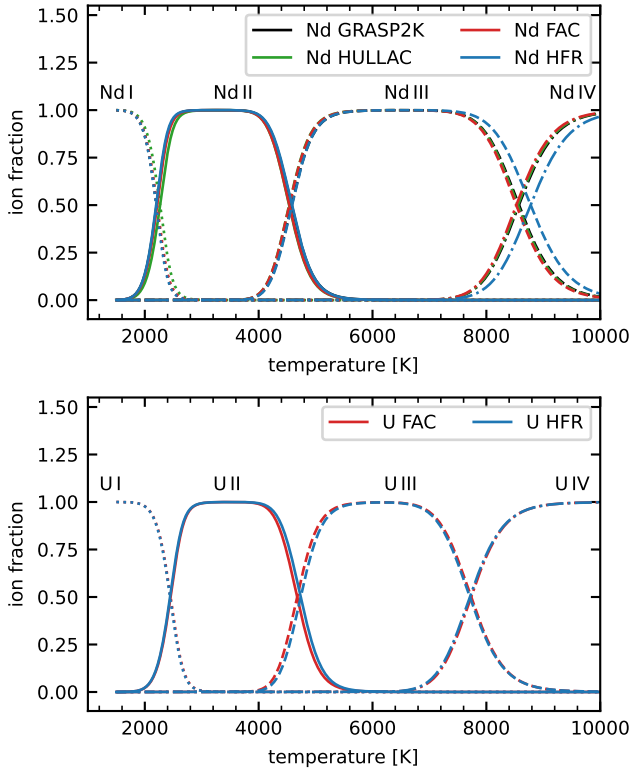 Nd GRASP2K Nd FAC
Nd HULLAC Nd HFR
Nd I Nd II Nd III Nd IV
1.50
1.25
1.00
0.75
0.50
0.25
0.00
ion fraction
2000 4000 6000 8000 10000
temperature [K]
U FAC U HFR
U I U II U III U IV
1.50
1.25
1.00
0.75
0.50
0.25
0.00
ion fraction
2000 4000 6000 8000 10000
temperature [K]